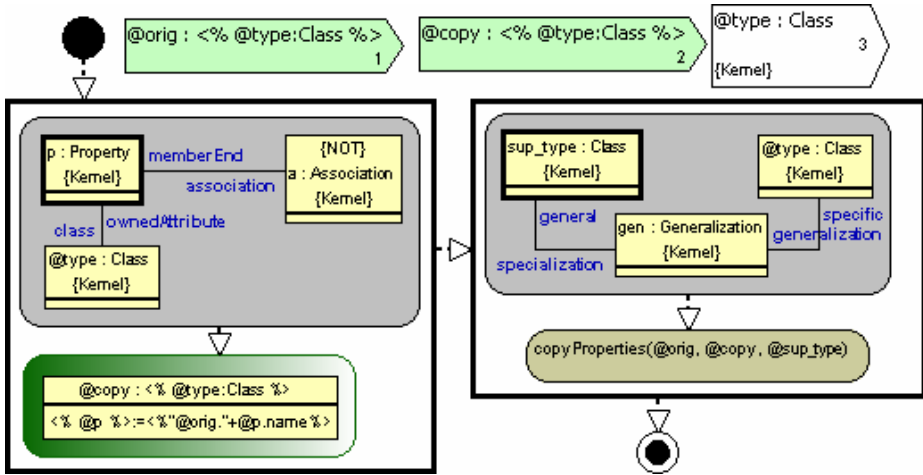 @orig : <% @type:Class %>
1
@copy : <% @type:Class %>
2
@type : Class
3
{Kernel}
p : Property
{Kernel}
memberEnd
association
{NOT}
a : Association
{Kernel}
class
ownedAttribute
@type : Class
{Kernel}
@copy : <% @type:Class %>
<% @p %>:=<%"@orig."+@p.name%>
sup_type : Class
{Kernel}
@type : Class
{Kernel}
general
specialization
gen : Generalization
{Kernel}
specific
generalization
copyProperties(@orig, @copy, @sup_type)